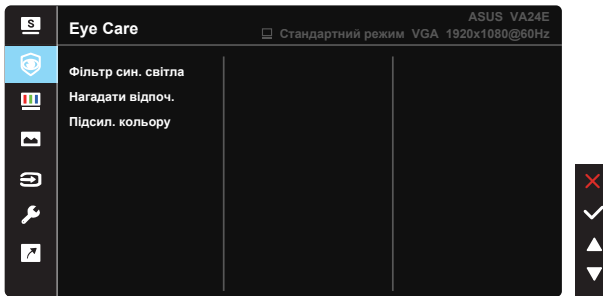 S
Eye Care
ASUS VA24E
Стандартний режим VGA 1920x1080@60Hz
Фільтр син. світла
Нагадати відпоч.
Підсил. кольору